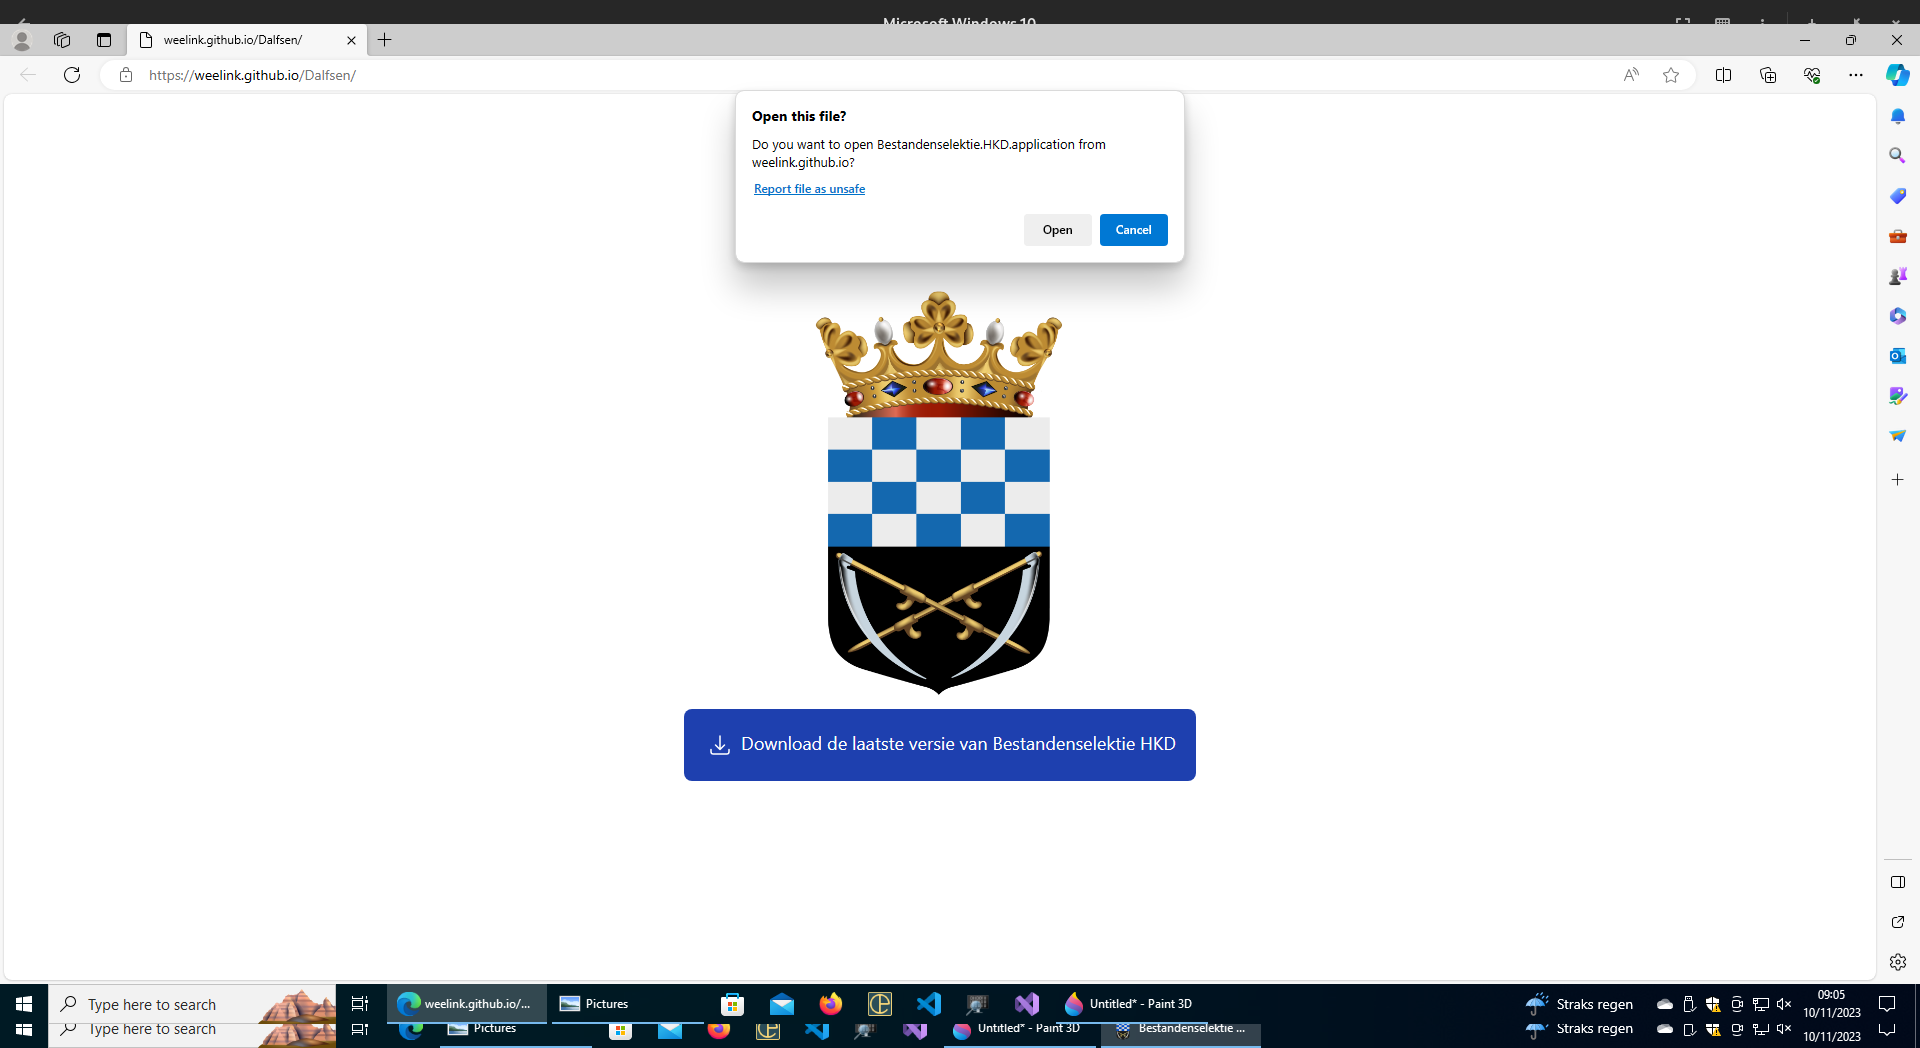 Microsoft Windows 10
weelink.github.io/Dalfsen/
https://weelink.github.io/Dalfsen/
Open this file?
Do you want to open Bestandenselektie.HKD.application from
weelink.github.io?
Report file as unsafe
Open
Cancel
Download de laatste versie van Bestandenselektie HKD
Type here to search
weelink.github.io/...
Pictures
Untitled* - Paint 3D
Straks regen
09:05
10/11/2023
Type here to search
Pictures
Untitled* - Paint 3D
Bestandenselektie ...
Straks regen
10/11/2023